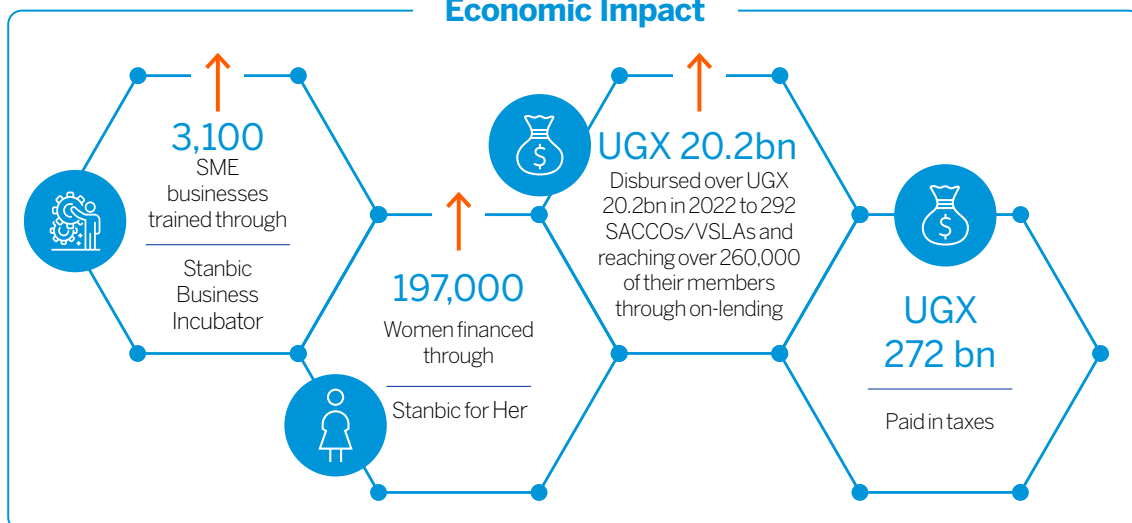 Economic Impact
3,100
SME
businesses
trained through
Stanbic
Business
Incubator
197,000
Women financed
through
Stanbic for Her
UGX 20.2bn
Disbursed over UGX
20.2bn in 2022 to 292
SACCOs/VSLAs and
reaching over 260,000
of their members
through on-lending
UGX
272 bn
Paid in taxes
$
$